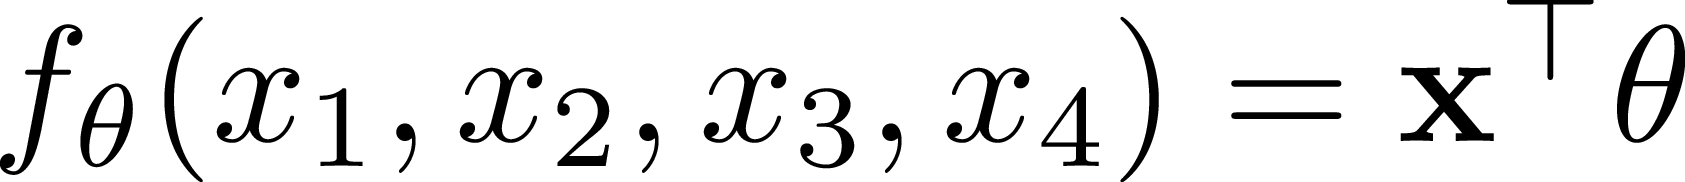 f_θ(x_1, x_2, x_3, x_4) = 𝐱^⊤ θ